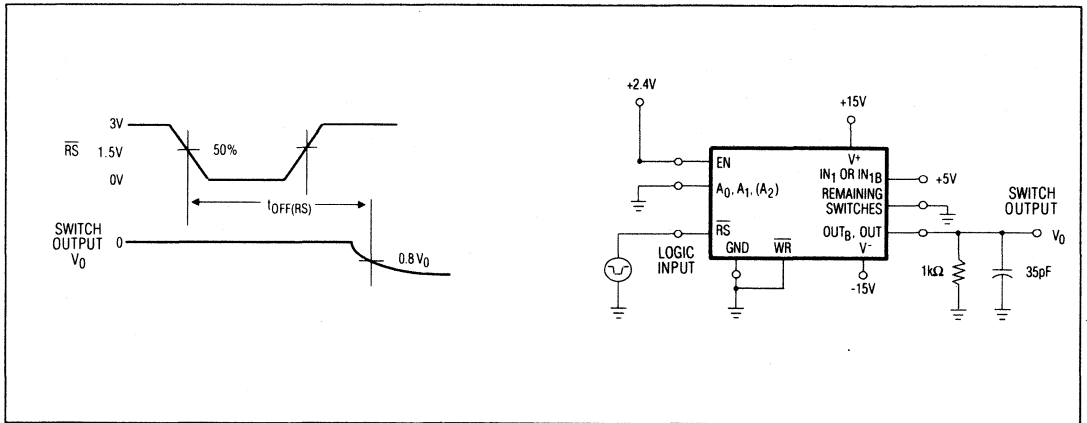 3V
RS 1.5V 50%
0V
tOFF(RS)
SWITCH
OUTPUT
V0
0
0.8 V0
+2.4V
+15V
EN
V+
IN1 OR IN1B
+5V
A0, A1, (A2)
REMAINING
SWITCHES
SWITCH
OUTPUT
RS
OUTB, OUT
V0
LOGIC
INPUT
GND
WR
V-
-15V
1kΩ
35pF